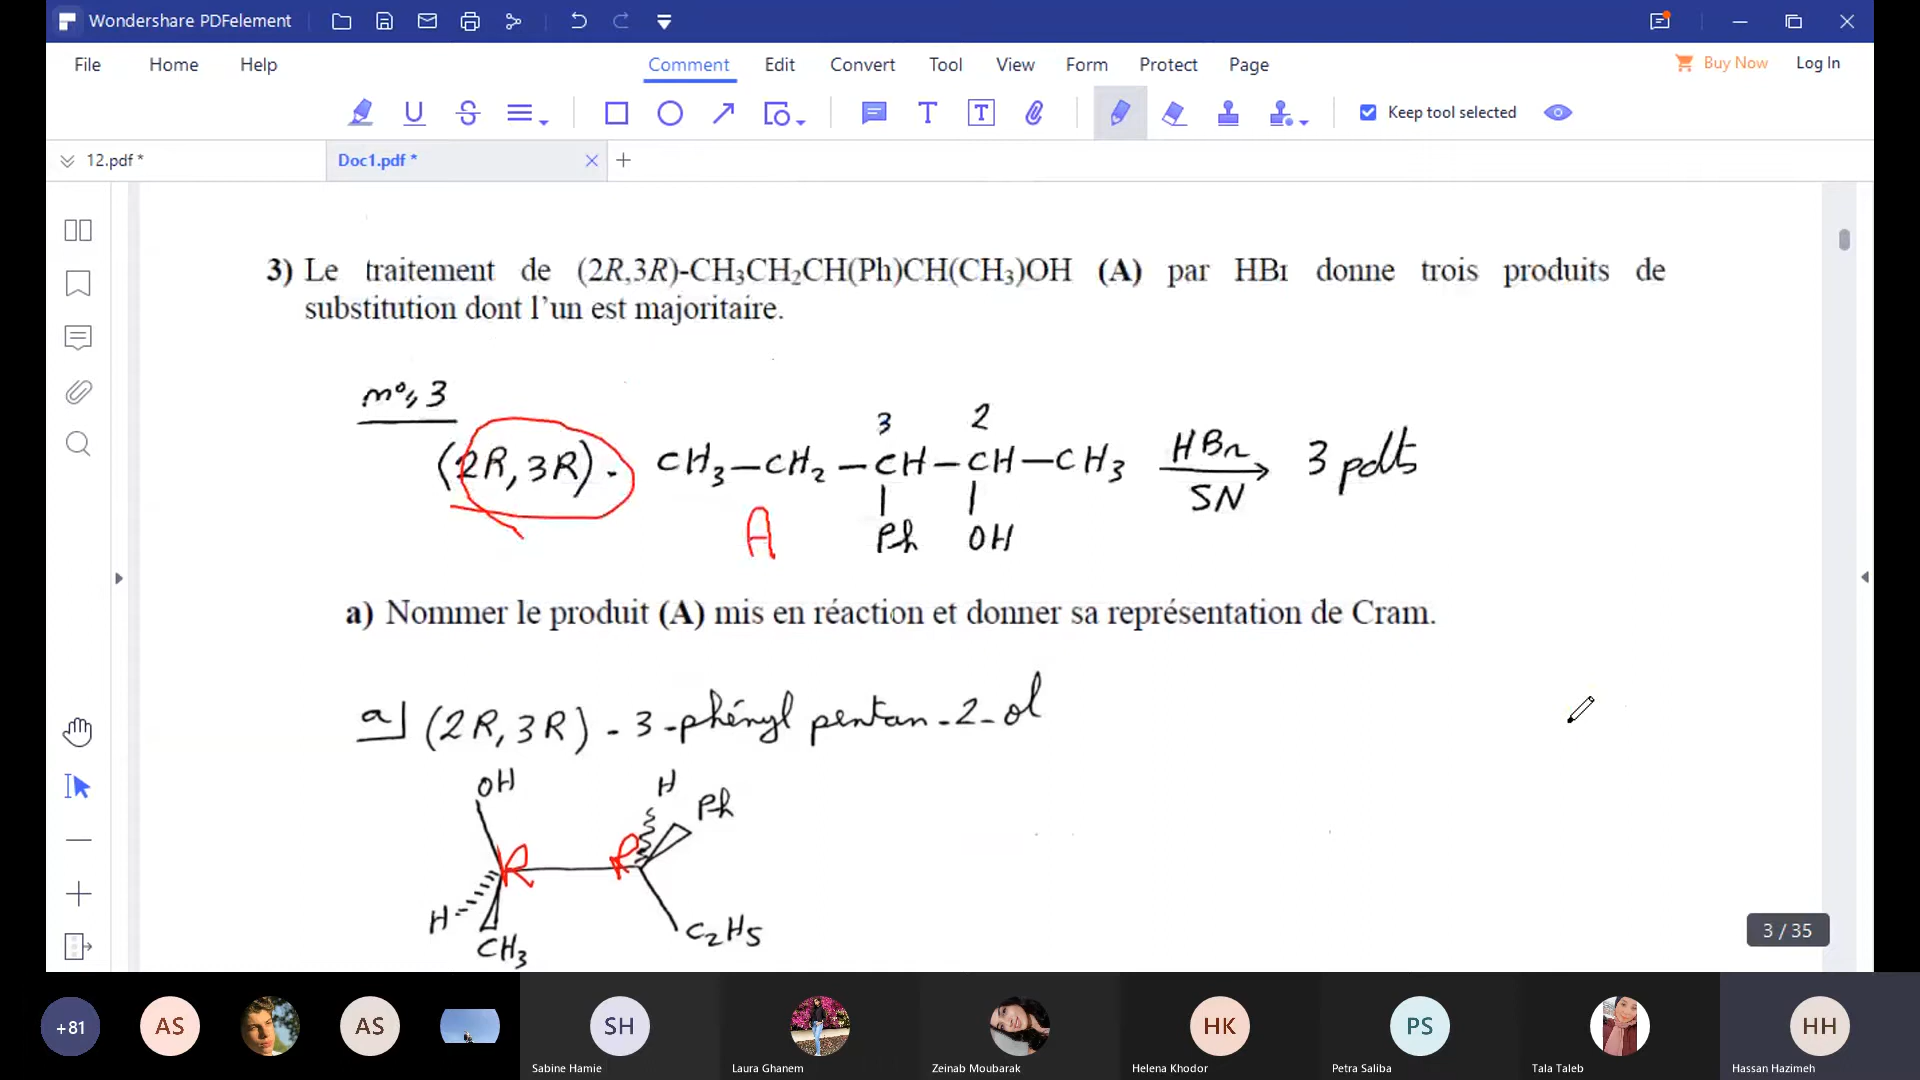 Wondershare PDFelement
File Home Help Comment Edit Convert Tool View Form Protect Page Buy Now Log In
Keep tool selected
12.pdf * Doc1.pdf *
3) Le traitement de (2R,3R)-CH₃CH₂CH(Ph)CH(CH₃)OH (A) par HBr donne trois produits de
substitution dont l'un est majoritaire.
n°, 3
3 2
(2R,3R) - CH₃—CH₂—CH—CH—CH₃ HBr SN → 3 pdts
Ph OH
A
a) Nommer le produit (A) mis en réaction et donner sa représentation de Cram.
a] (2R,3R) - 3-phényl pentan-2-ol
OH H Ph
R R
H CH₃ C₂H₅
3 / 35
+81 AS AS SH HK PS HH
Sabine Hamie Laura Ghanem Zeinab Moubarak Helena Khodor Petra Saliba Tala Taleb Hassan Hazimeh